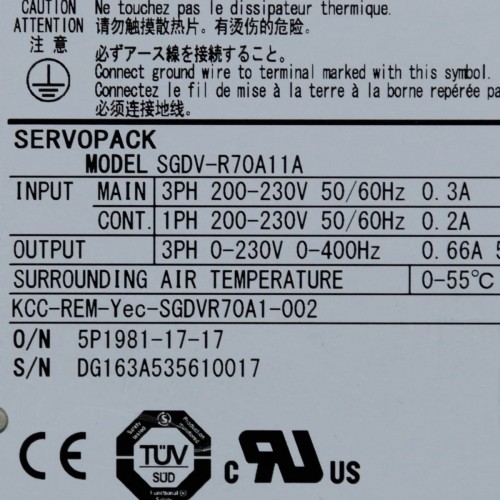 CAUTION Ne touchez pas le dissipateur thermique.
ATTENTION 请勿触摸散热片。有烫伤的危险。
注 意
必ずアース線を接続すること。
Connect ground wire to terminal marked with this symbol.
Connectez le fil de mise à la terre à la borne repérée pa
必须连接地线。
SERVOPACK
MODEL SGDV-R70A11A
INPUT MAIN 3PH 200-230V 50/60Hz 0.3A
CONT. 1PH 200-230V 50/60Hz 0.2A
OUTPUT 3PH 0-230V 0-400Hz 0.66A 5
SURROUNDING AIR TEMPERATURE 0-55℃
KCC-REM-Yec-SGDVR70A1-002
O/N 5P1981-17-17
S/N DG163A535610017
CE
TÜV
SÜD
Functional
Safety
c RU US